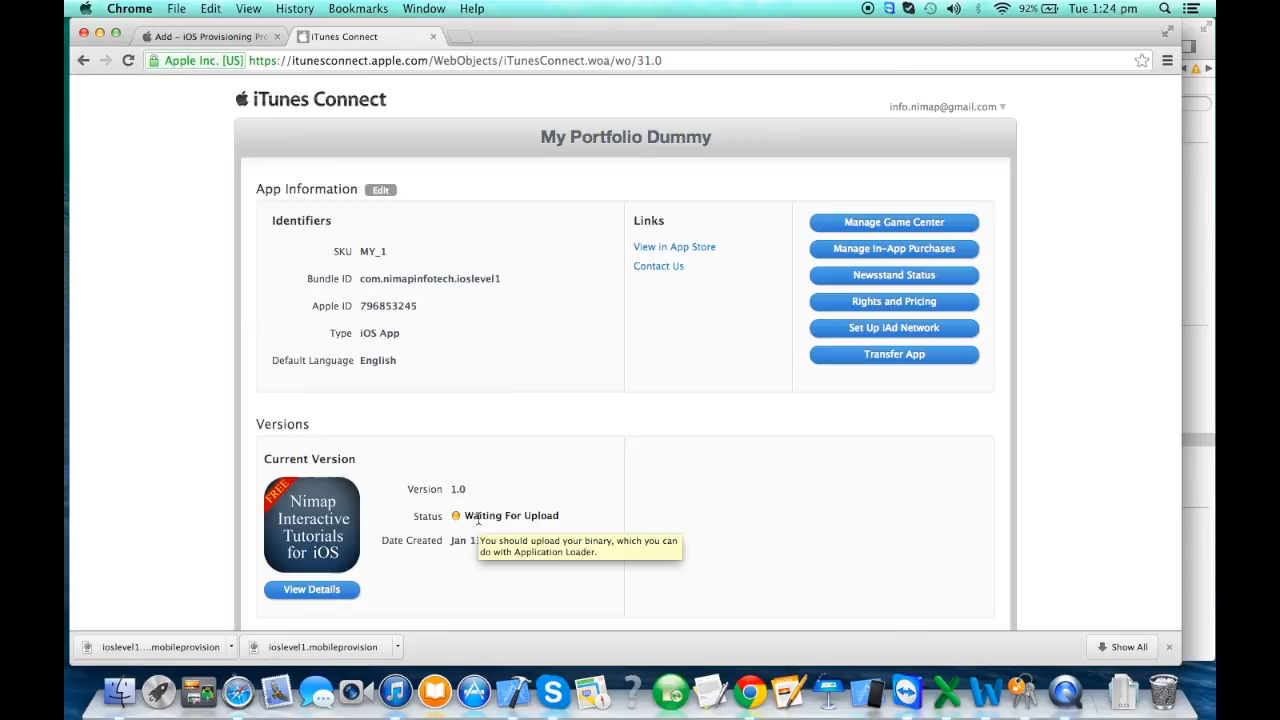 Chrome File Edit View History Bookmarks Window Help 92% Tue 1:24 pm
Add – iOS Provisioning Pro
iTunes Connect
Apple Inc. [US] https://itunesconnect.apple.com/WebObjects/iTunesConnect.woa/wo/31.0
iTunes Connect
info.nimap@gmail.com
My Portfolio Dummy
App Information Edit
Identifiers
SKU MY_1
Bundle ID com.nimapinfotech.ioslevel1
Apple ID 796853245
Type iOS App
Default Language English
Links
View in App Store
Contact Us
Manage Game Center
Manage In-App Purchases
Newsstand Status
Rights and Pricing
Set Up iAd Network
Transfer App
Versions
Current Version
FREE
Nimap
Interactive
Tutorials
for iOS
Version 1.0
Status Waiting For Upload
Date Created Jan 1
You should upload your binary, which you can
do with Application Loader.
View Details
ioslevel1....mobileprovision
ioslevel1.mobileprovision
Show All